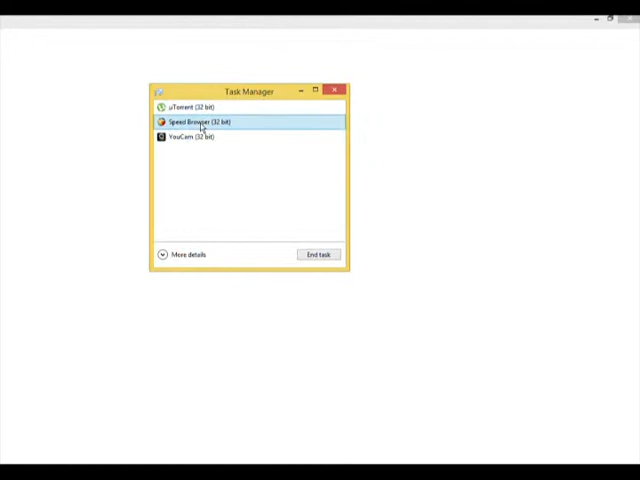 Task Manager
µTorrent (32 bit)
Speed Browser (32 bit)
YouCam (32 bit)
More details
End task